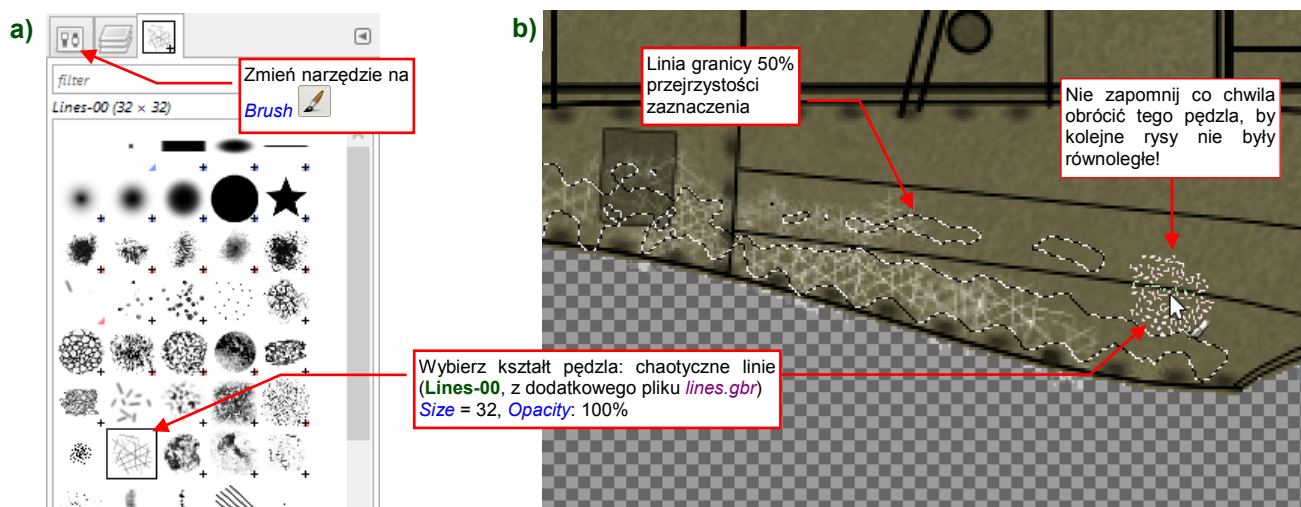 a)
filter
Lines-00 (32 × 32)
Zmień narzędzie na
Brush
b)
Linia granicy 50%
przejrzystości
zaznaczenia
Nie zapomnij co chwila
obrócić tego pędzla, by
kolejne rysy nie były
równoległe!
Wybierz kształt pędzla: chaotyczne linie
(Lines-00, z dodatkowego pliku lines.gbr)
Size = 32, Opacity: 100%